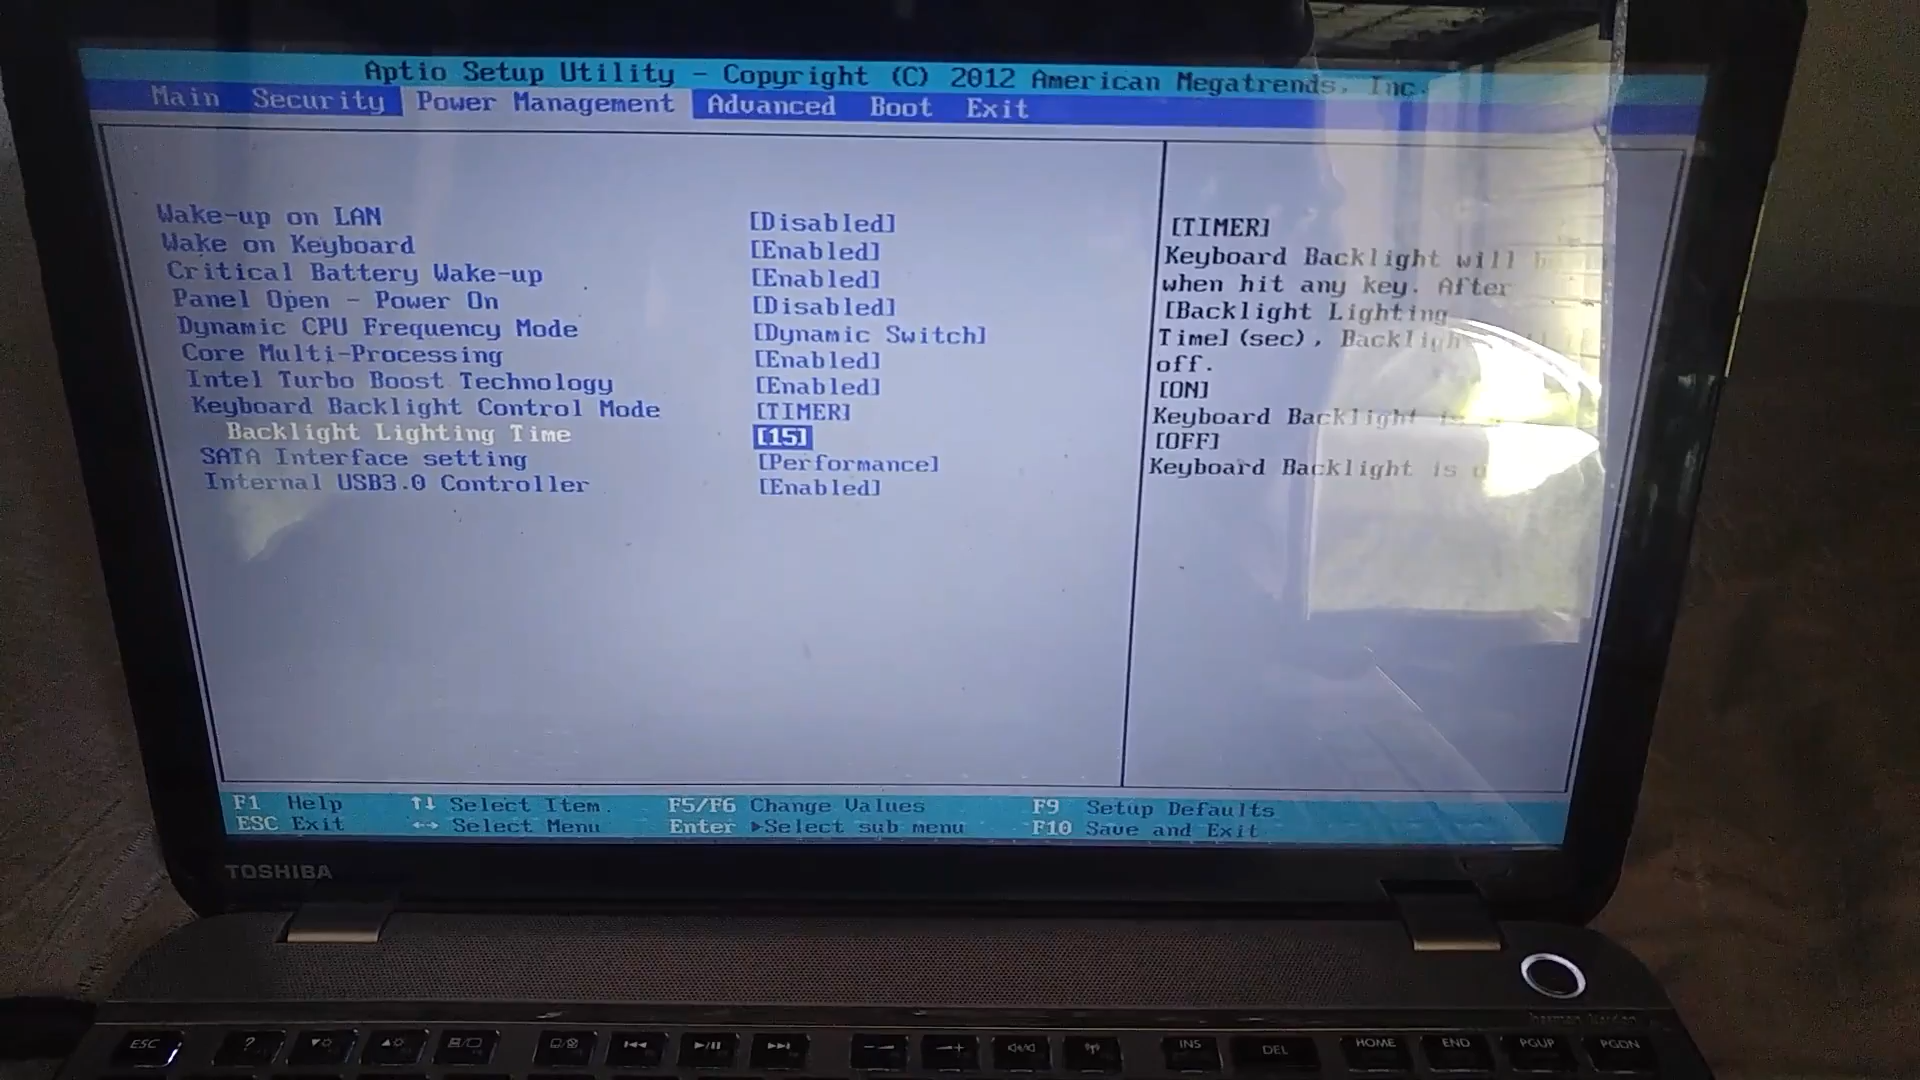 Aptio Setup Utility - Copyright (C) 2012 American Megatrends, Inc.
Main Security Power Management Advanced Boot Exit
Wake-up on LAN [Disabled]
Wake on Keyboard [Enabled]
Critical Battery Wake-up [Enabled]
Panel Open - Power On [Disabled]
Dynamic CPU Frequency Mode [Dynamic Switch]
Core Multi-Processing [Enabled]
Intel Turbo Boost Technology [Enabled]
Keyboard Backlight Control Mode [TIMER]
Backlight Lighting Time [15]
SATA Interface setting [Performance]
Internal USB3.0 Controller [Enabled]
[TIMER]
Keyboard Backlight will
when hit any key. After
[Backlight Lighting
Time](sec), Backligh
off.
[ON]
Keyboard Backlight is
[OFF]
Keyboard Backlight is
F1 Help ↑↓ Select Item. F5/F6 Change Values F9 Setup Defaults
ESC Exit ←→ Select Menu Enter ▶Select sub menu F10 Save and Exit
TOSHIBA
harman/kardon
ESC ? INS DEL HOME END PGUP PGDN